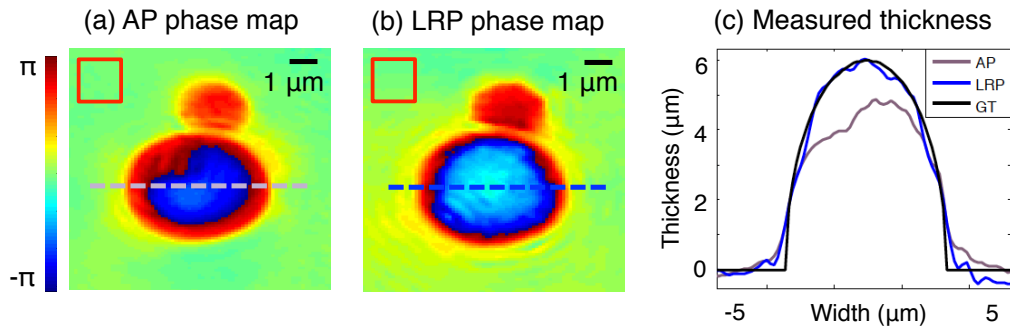 (a) AP phase map
(b) LRP phase map
(c) Measured thickness
π
-π
1 μm
1 μm
Thickness (μm)
6
4
2
0
AP
LRP
GT
-5
Width (μm)
5